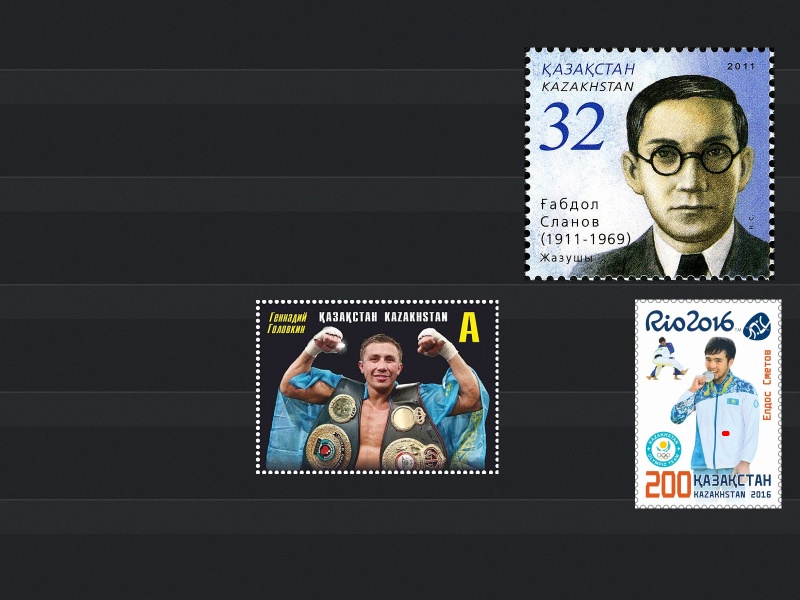 ҚАЗАҚСТАН
2011
KAZAKHSTAN
32
Ғабдол
Сланов
(1911-1969)
Жазушы
Геннадий
Головкин
ҚАЗАҚСТАН KAZAKHSTAN
A
Rio2016
Елдос Сметов
200 ҚАЗАҚСТАН
KAZAKHSTAN 2016